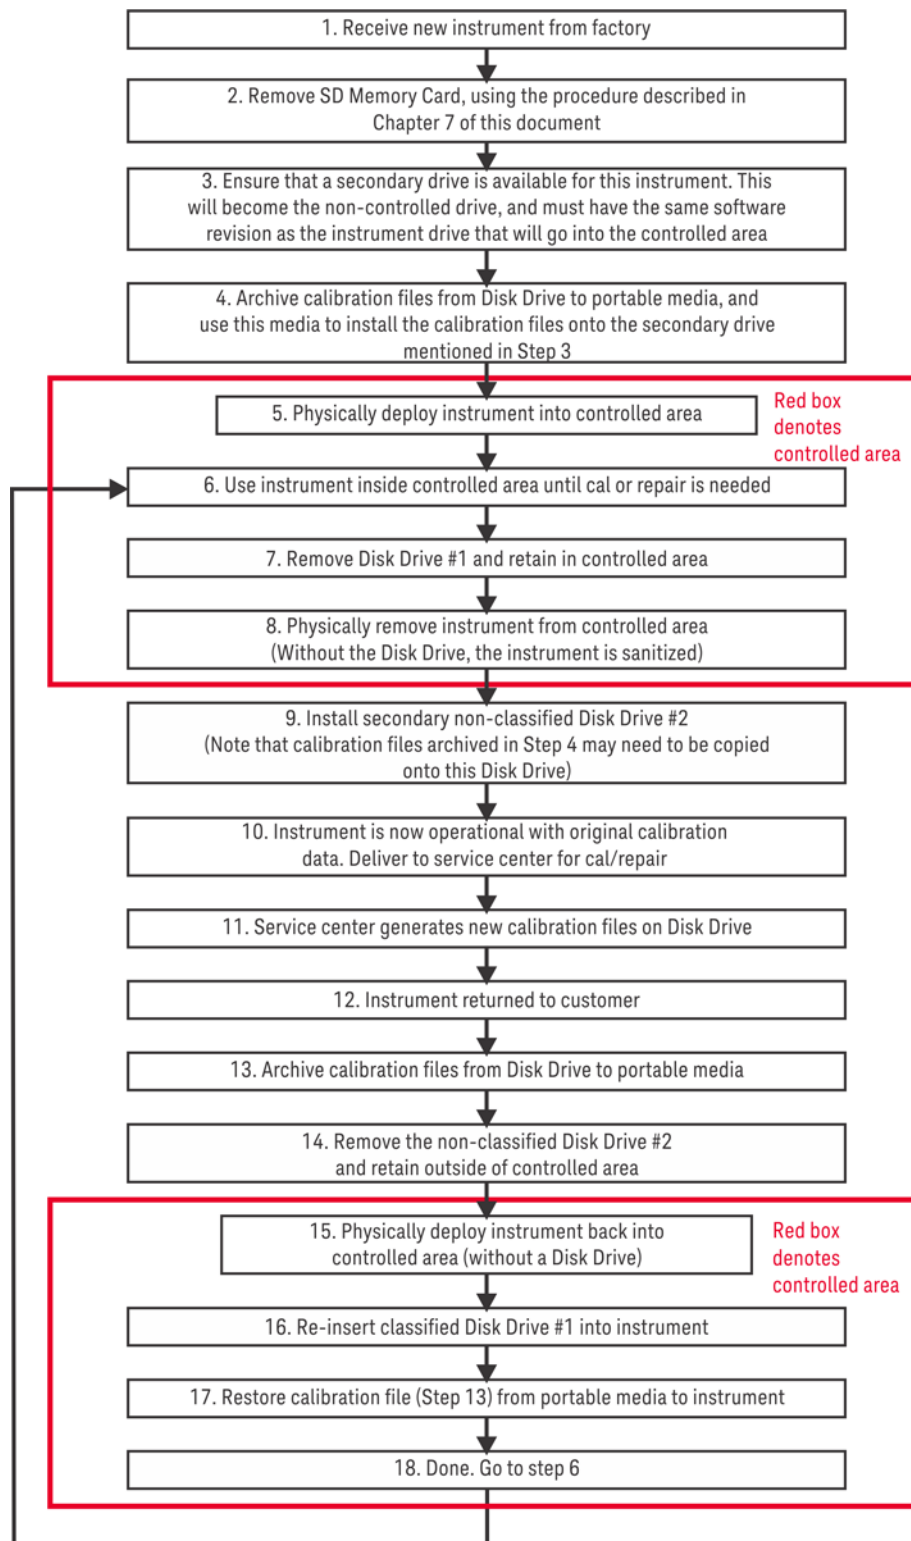 1. Receive new instrument from factory
2. Remove SD Memory Card, using the procedure described in
Chapter 7 of this document
3. Ensure that a secondary drive is available for this instrument. This
will become the non-controlled drive, and must have the same software
revision as the instrument drive that will go into the controlled area
4. Archive calibration files from Disk Drive to portable media, and
use this media to install the calibration files onto the secondary drive
mentioned in Step 3
5. Physically deploy instrument into controlled area
Red box
denotes
controlled area
6. Use instrument inside controlled area until cal or repair is needed
7. Remove Disk Drive #1 and retain in controlled area
8. Physically remove instrument from controlled area
(Without the Disk Drive, the instrument is sanitized)
9. Install secondary non-classified Disk Drive #2
(Note that calibration files archived in Step 4 may need to be copied
onto this Disk Drive)
10. Instrument is now operational with original calibration
data. Deliver to service center for cal/repair
11. Service center generates new calibration files on Disk Drive
12. Instrument returned to customer
13. Archive calibration files from Disk Drive to portable media
14. Remove the non-classified Disk Drive #2
and retain outside of controlled area
15. Physically deploy instrument back into
controlled area (without a Disk Drive)
Red box
denotes
controlled area
16. Re-insert classified Disk Drive #1 into instrument
17. Restore calibration file (Step 13) from portable media to instrument
18. Done. Go to step 6